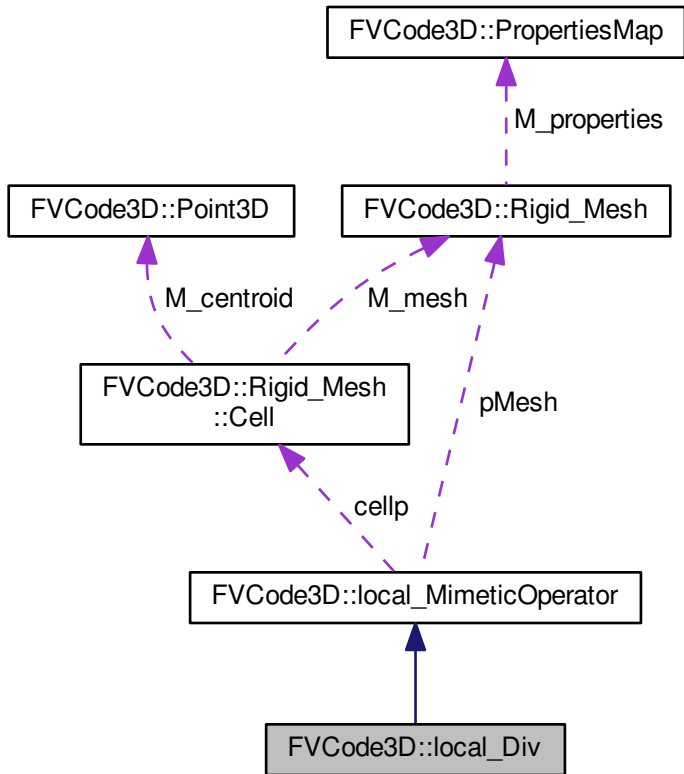 FVCode3D::PropertiesMap
M_properties
FVCode3D::Point3D
FVCode3D::Rigid_Mesh
M_centroid
M_mesh
FVCode3D::Rigid_Mesh
::Cell
pMesh
cellp
FVCode3D::local_MimeticOperator
FVCode3D::local_Div